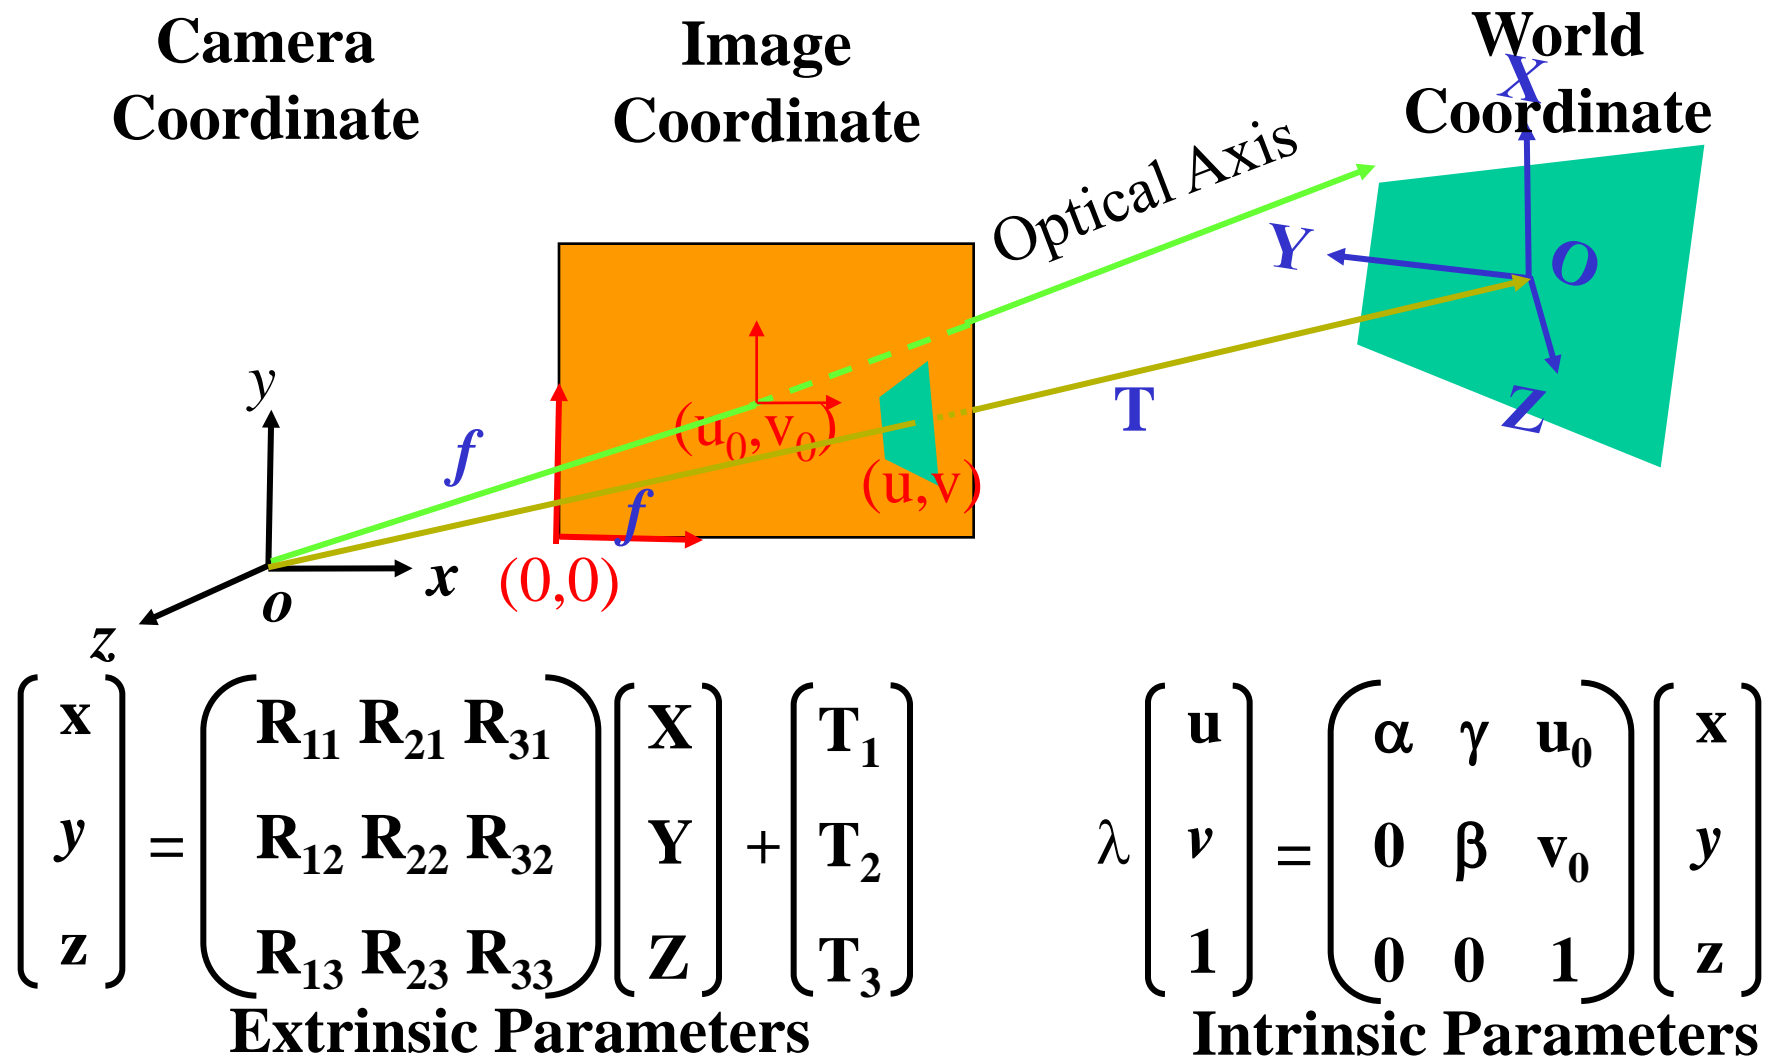 Camera
Coordinate
Image
Coordinate
World
Coordinate
X
Optical Axis
Y
O
Z
T
y
f
(u₀,v₀)
(u,v)
f
x
o
(0,0)
z
x
y
z
=
R₁₁ R₂₁ R₃₁
R₁₂ R₂₂ R₃₂
R₁₃ R₂₃ R₃₃
X
Y
Z
+
T₁
T₂
T₃
Extrinsic Parameters
λ
u
v
1
=
α γ u₀
0 β v₀
0 0 1
x
y
z
Intrinsic Parameters